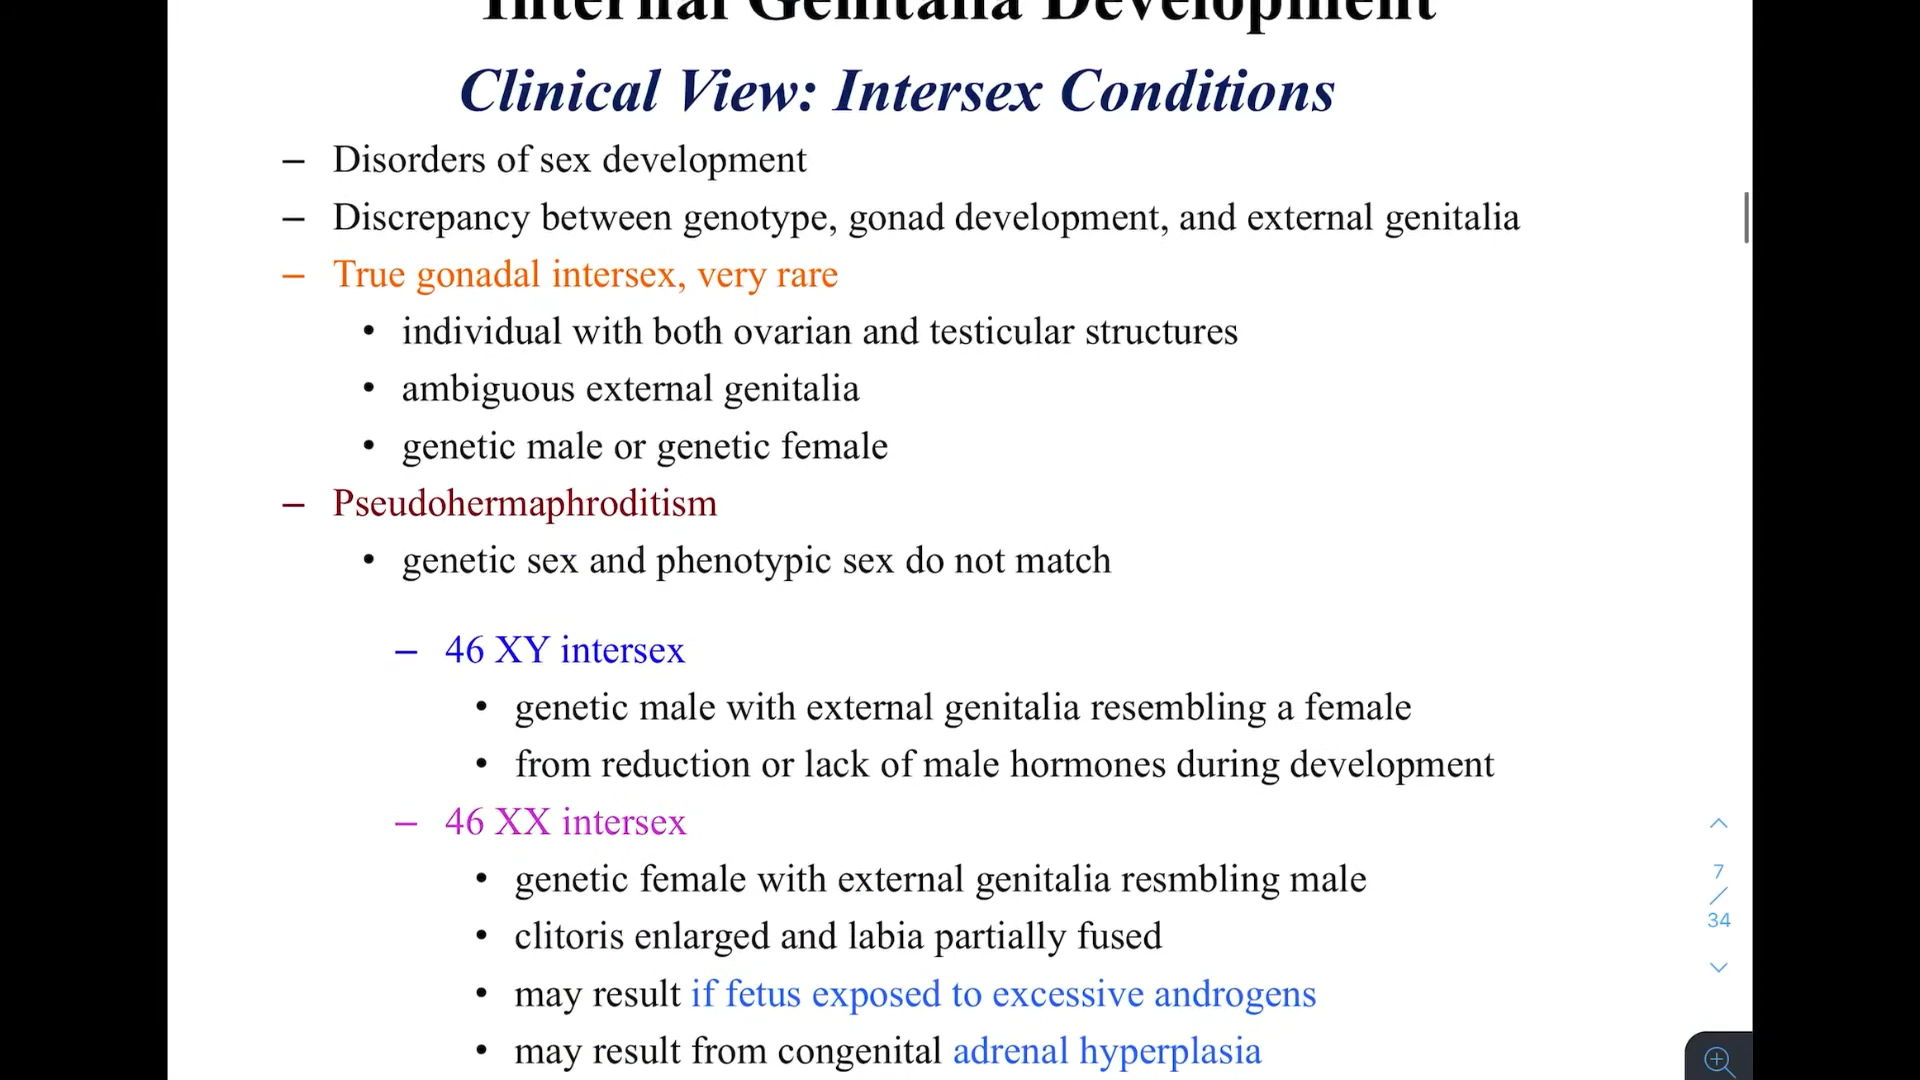 Internal Genitalia Development
Clinical View: Intersex Conditions
– Disorders of sex development
– Discrepancy between genotype, gonad development, and external genitalia
– True gonadal intersex, very rare
• individual with both ovarian and testicular structures
• ambiguous external genitalia
• genetic male or genetic female
– Pseudohermaphroditism
• genetic sex and phenotypic sex do not match
– 46 XY intersex
• genetic male with external genitalia resembling a female
• from reduction or lack of male hormones during development
– 46 XX intersex
• genetic female with external genitalia resmbling male
• clitoris enlarged and labia partially fused
• may result if fetus exposed to excessive androgens
• may result from congenital adrenal hyperplasia
7
/
34